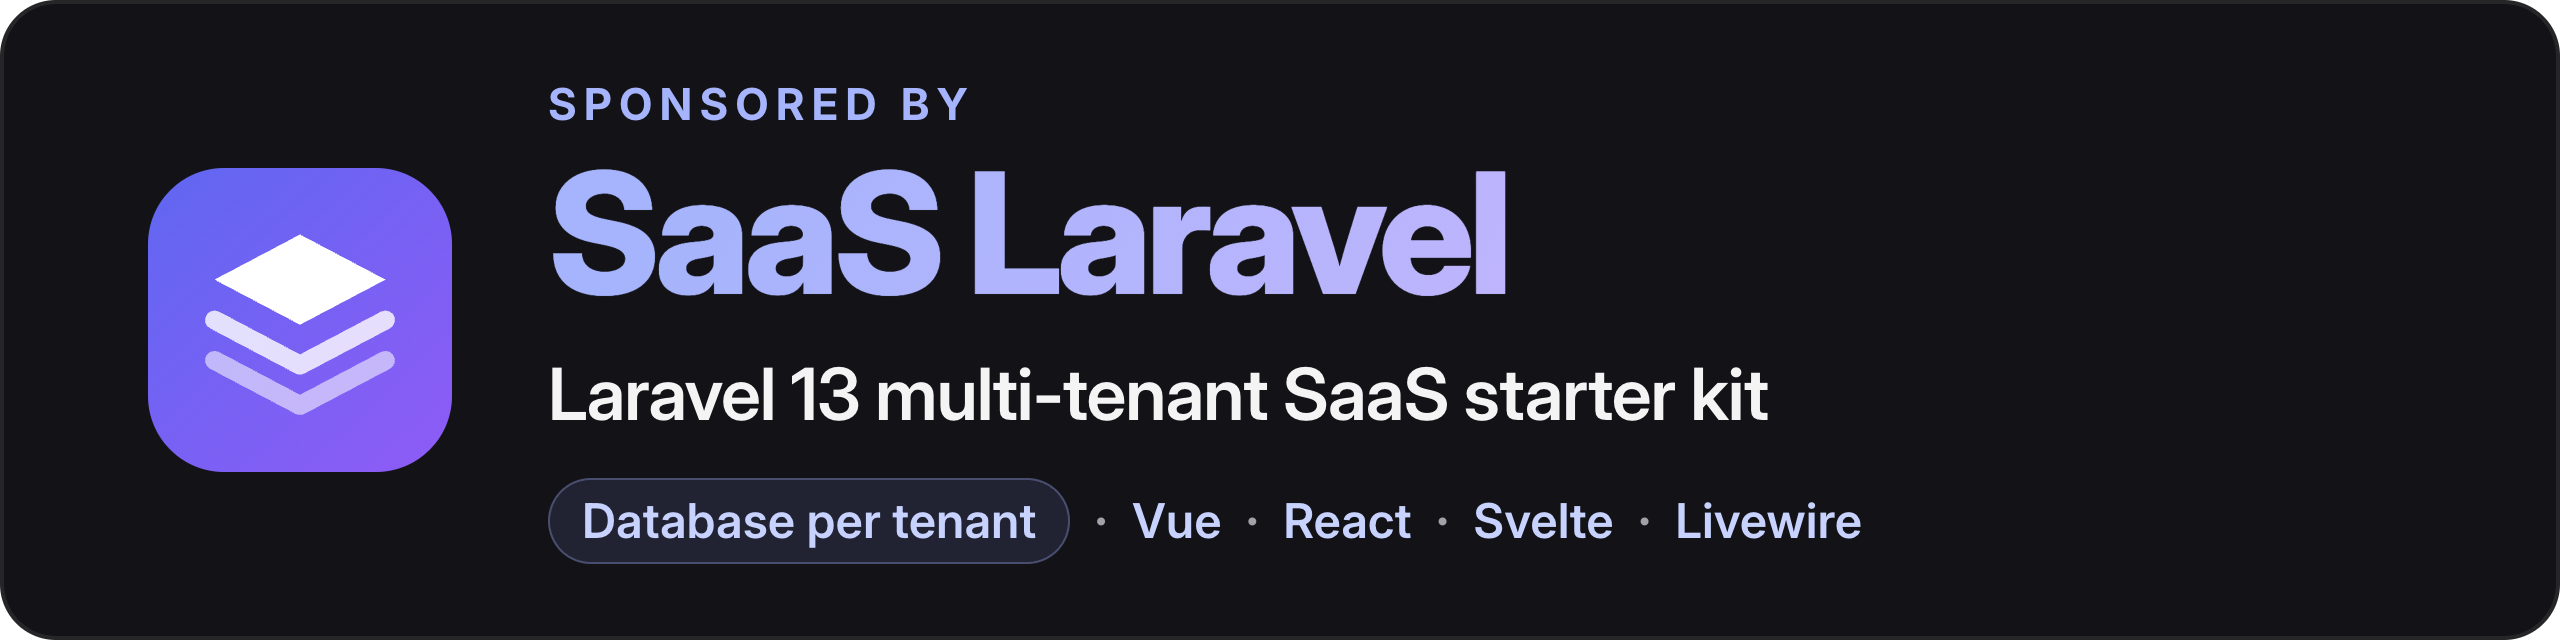 SPONSORED BY
SaaS Laravel
Laravel 13 multi-tenant SaaS starter kit
Database per tenant · Vue · React · Svelte · Livewire